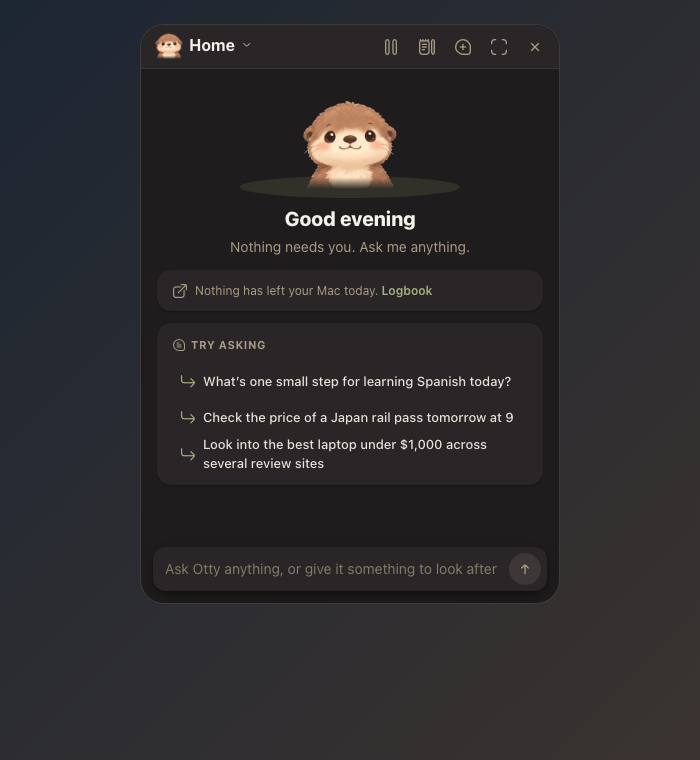 Home
Good evening
Nothing needs you. Ask me anything.
Nothing has left your Mac today. Logbook
TRY ASKING
What's one small step for learning Spanish today?
Check the price of a Japan rail pass tomorrow at 9
Look into the best laptop under $1,000 across
several review sites
Ask Otty anything, or give it something to look after